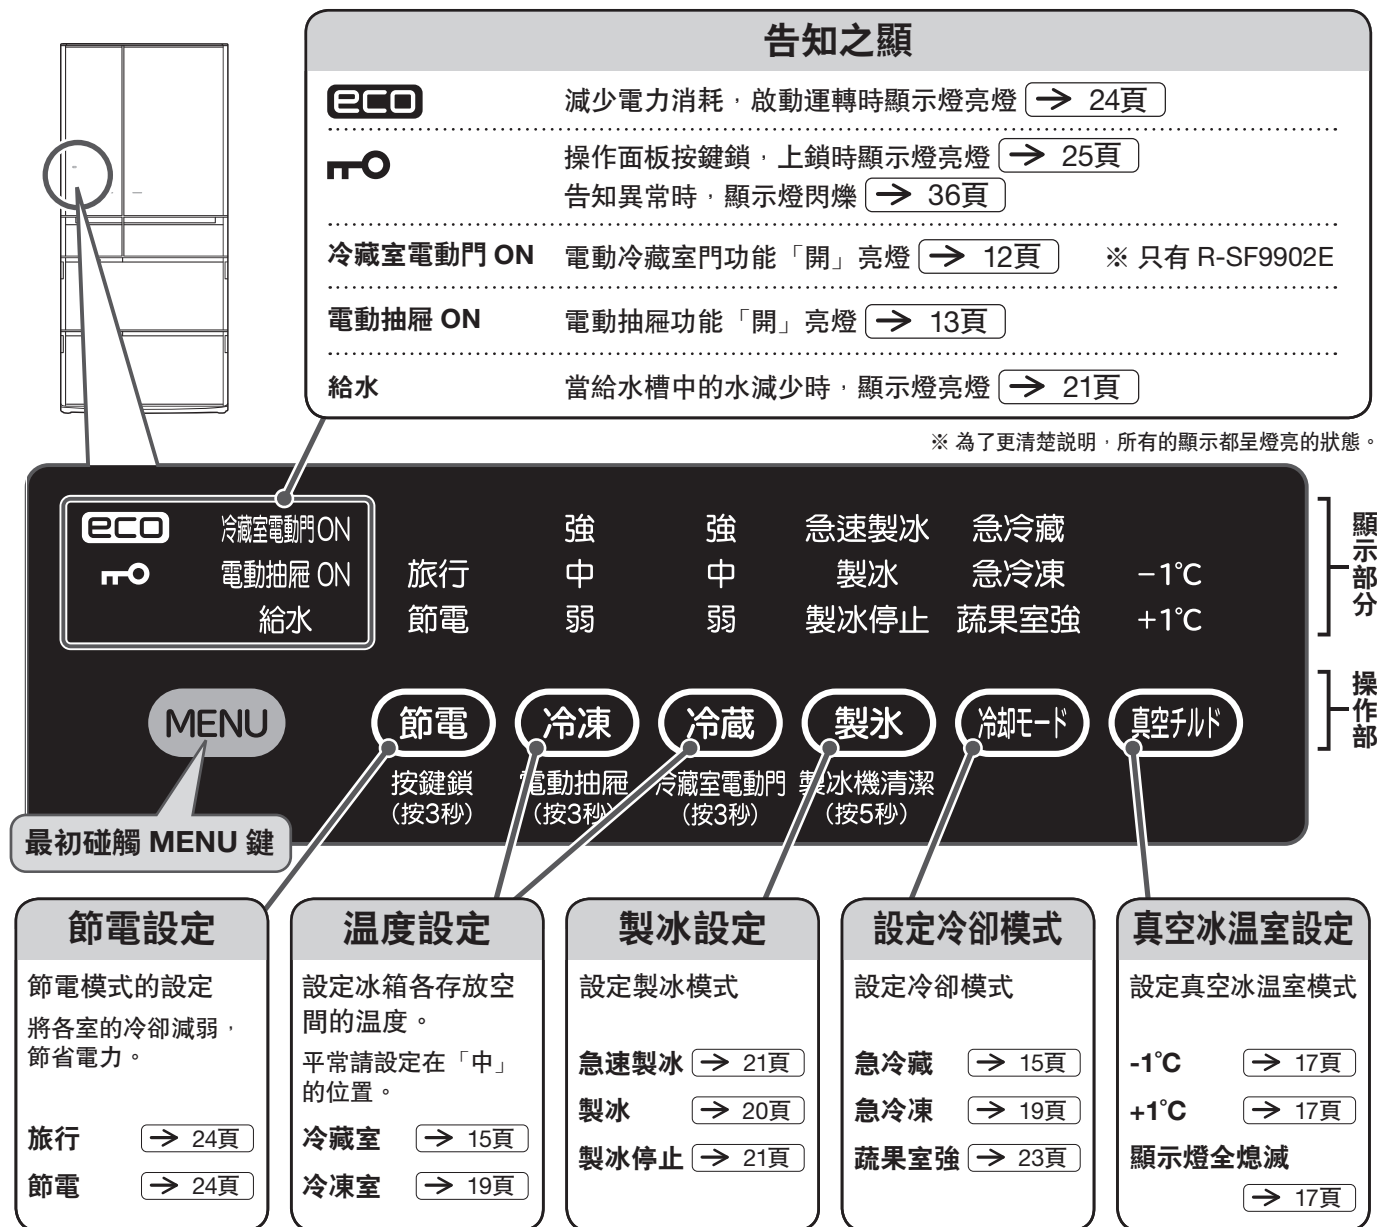 告知之顯
eco 減少電力消耗，啟動運轉時顯示燈亮燈 → 24頁
操作面板按鍵鎖，上鎖時顯示燈亮燈 → 25頁
告知異常時，顯示燈閃爍 → 36頁
冷藏室電動門 ON 電動冷藏室門功能「開」亮燈 → 12頁 ※ 只有 R-SF9902E
電動抽屜 ON 電動抽屜功能「開」亮燈 → 13頁
給水 當給水槽中的水減少時，顯示燈亮燈 → 21頁
※ 為了更清楚説明，所有的顯示都呈燈亮的狀態。
eco 冷藏室電動門ON 強 強 急速製冰 急冷藏
電動抽屜 ON 旅行 中 中 製冰 急冷凍 −1℃
給水 節電 弱 弱 製冰停止 蔬果室強 +1℃
顯示部分
MENU 節電 冷凍 冷蔵 製氷 冷却モード 真空チルド
操作部
按鍵鎖 電動抽屜 冷藏室電動門 製冰機清潔
（按3秒） （按3秒） （按3秒） （按5秒）
最初碰觸 MENU 鍵
節電設定
節電模式的設定
將各室的冷卻減弱，
節省電力。
旅行 → 24頁
節電 → 24頁
温度設定
設定冰箱各存放空
間的温度。
平常請設定在「中」
的位置。
冷藏室 → 15頁
冷凍室 → 19頁
製冰設定
設定製冰模式
急速製冰 → 21頁
製冰 → 20頁
製冰停止 → 21頁
設定冷卻模式
設定冷卻模式
急冷藏 → 15頁
急冷凍 → 19頁
蔬果室強 → 23頁
真空冰温室設定
設定真空冰温室模式
-1℃ → 17頁
+1℃ → 17頁
顯示燈全熄滅
→ 17頁